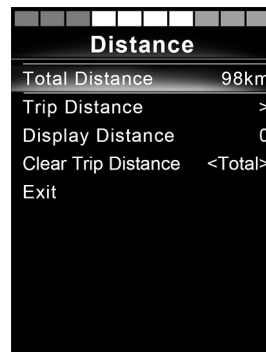 Distance
Total Distance 98km
Trip Distance >
Display Distance 0
Clear Trip Distance <Total>
Exit